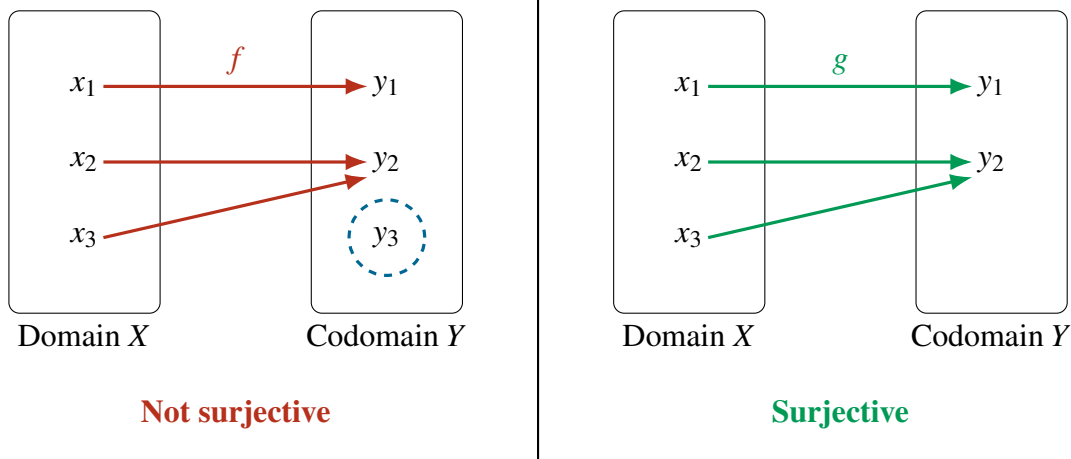 f
x₁ y₁
x₂ y₂
x₃ y₃
Domain X Codomain Y
Not surjective
g
x₁ y₁
x₂ y₂
x₃
Domain X Codomain Y
Surjective